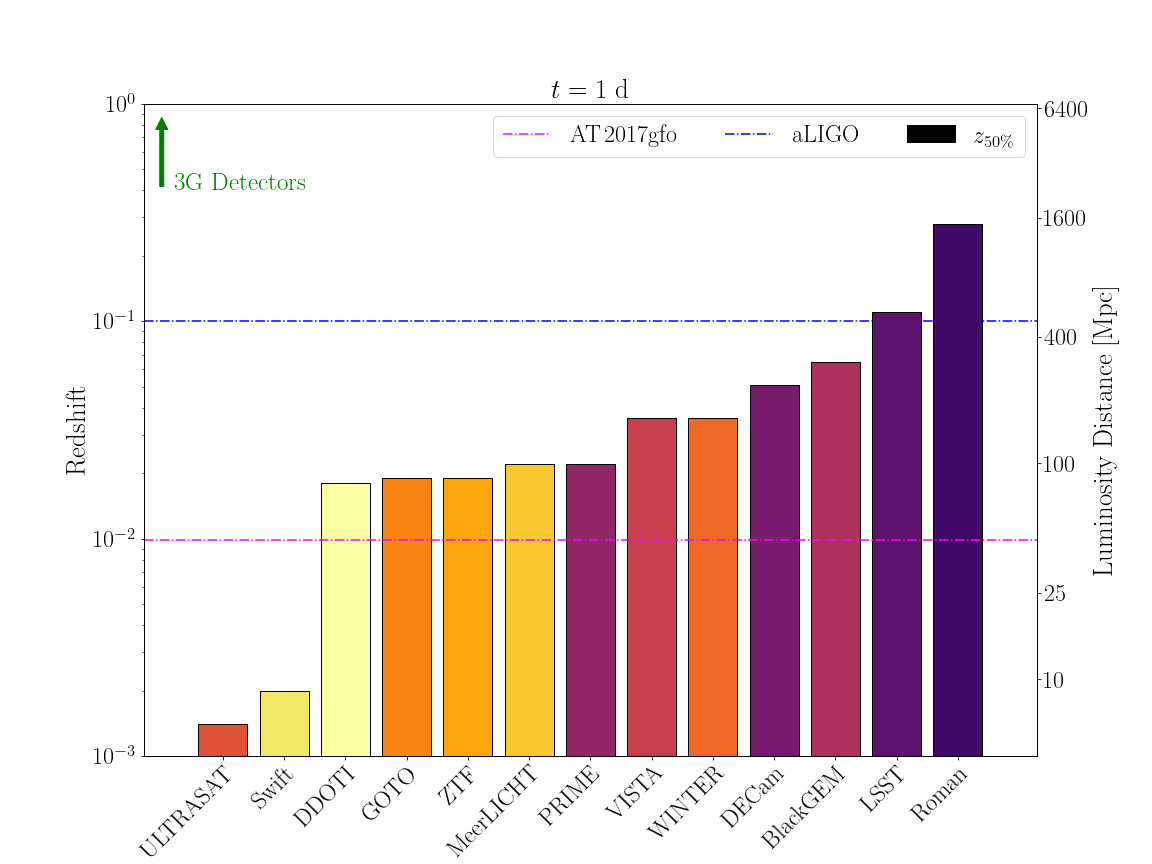 t = 1 d
AT 2017gfo
aLIGO
z50%
3G Detectors
10^0
10^−1
10^−2
10^−3
Redshift
6400
1600
400
100
25
10
Luminosity Distance [Mpc]
ULTRASAT
Swift
DDOTI
GOTO
ZTF
MeerLICHT
PRIME
VISTA
WINTER
DECam
BlackGEM
LSST
Roman